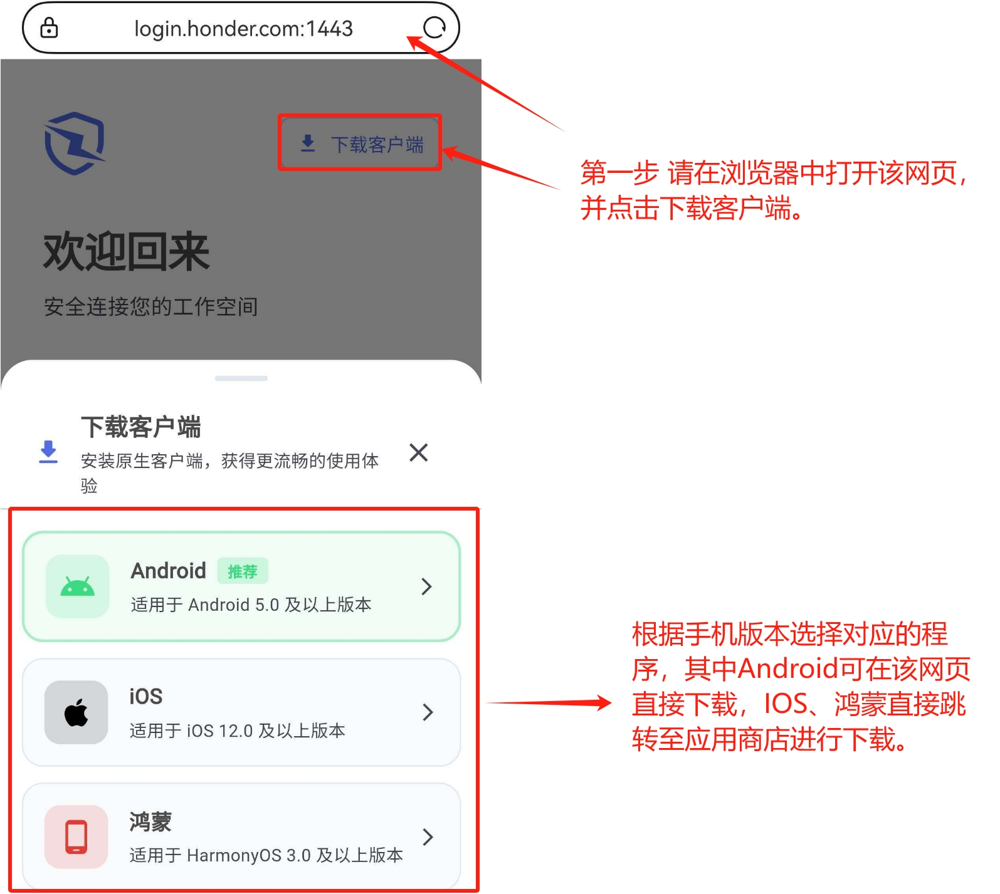 login.honder.com:1443
下载客户端
第一步 请在浏览器中打开该网页，
并点击下载客户端。
欢迎回来
安全连接您的工作空间
下载客户端
安装原生客户端，获得更流畅的使用体
验
Android 推荐
适用于 Android 5.0 及以上版本
iOS
适用于 iOS 12.0 及以上版本
鸿蒙
适用于 HarmonyOS 3.0 及以上版本
根据手机版本选择对应的程
序，其中Android可在该网页
直接下载，IOS、鸿蒙直接跳
转至应用商店进行下载。